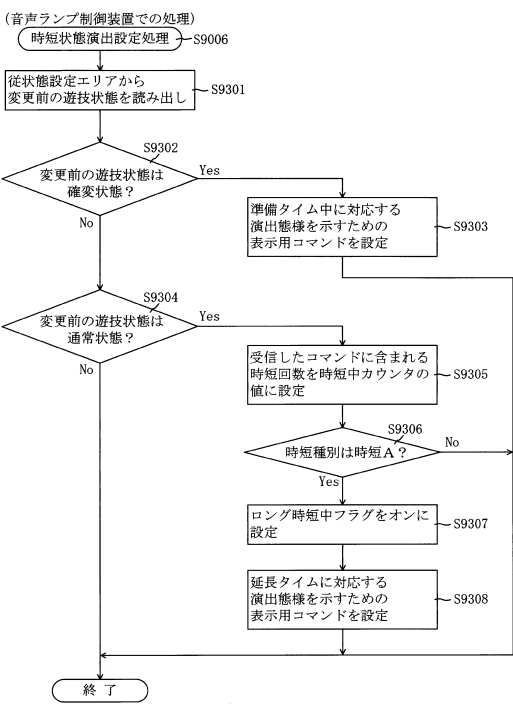 (音声ランプ制御装置での処理)
時短状態演出設定処理
S9006
従状態設定エリアから
変更前の遊技状態を読み出し
S9301
S9302
変更前の遊技状態は
確変状態？
Yes
No
準備タイム中に対応する
演出態様を示すための
表示用コマンドを設定
S9303
S9304
変更前の遊技状態は
通常状態？
Yes
No
受信したコマンドに含まれる
時短回数を時短中カウンタの
値に設定
S9305
S9306
時短種別は時短Ａ？
No
Yes
ロング時短中フラグをオンに
設定
S9307
延長タイムに対応する
演出態様を示すための
表示用コマンドを設定
S9308
終了